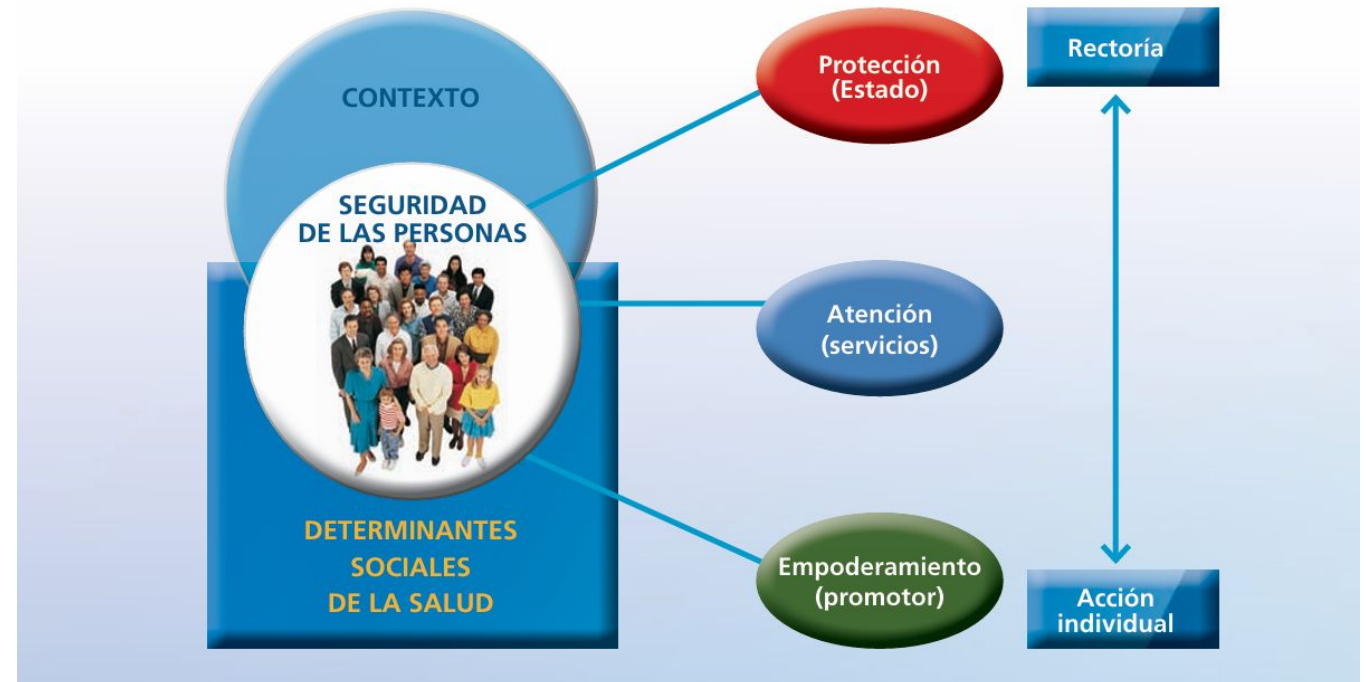 CONTEXTO
SEGURIDAD
DE LAS PERSONAS
DETERMINANTES
SOCIALES
DE LA SALUD
Protección
(Estado)
Atención
(servicios)
Empoderamiento
(promotor)
Rectoría
Acción
individual